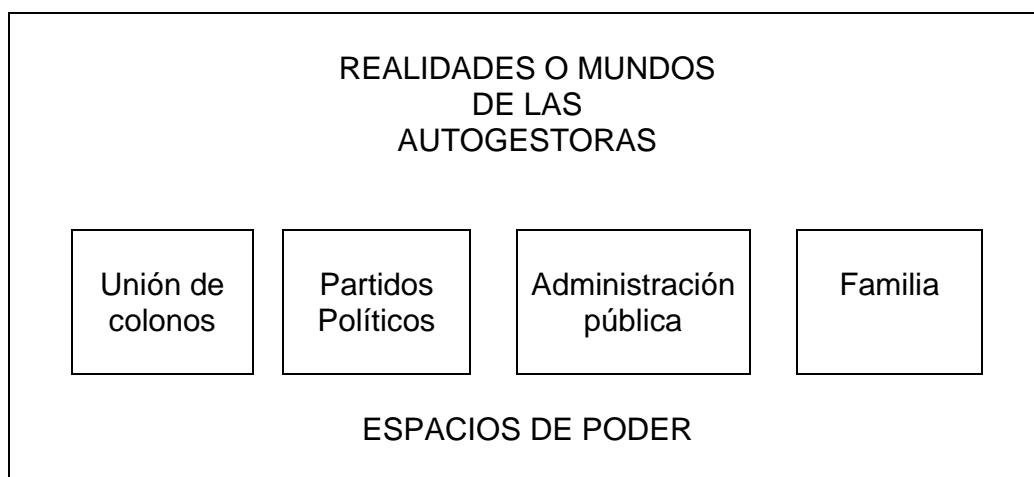 REALIDADES O MUNDOS
DE LAS
AUTOGESTORAS
Unión de
colonos
Partidos
Políticos
Administración
pública
Familia
ESPACIOS DE PODER